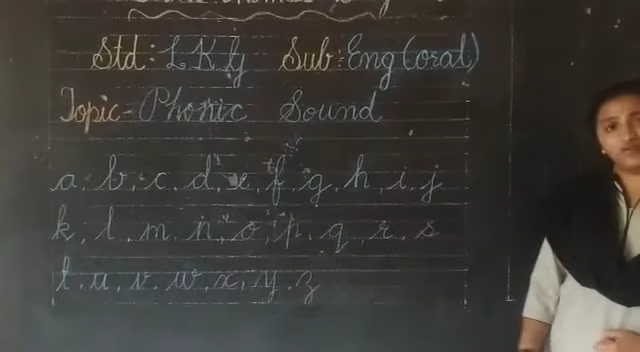 Std: LKG Sub: Eng (oral)
Topic - Phonic Sound
a, b, c, d, e, f, g, h, i, j
k, l, m, n, o, p, q, r, s
t, u, v, w, x, y, z